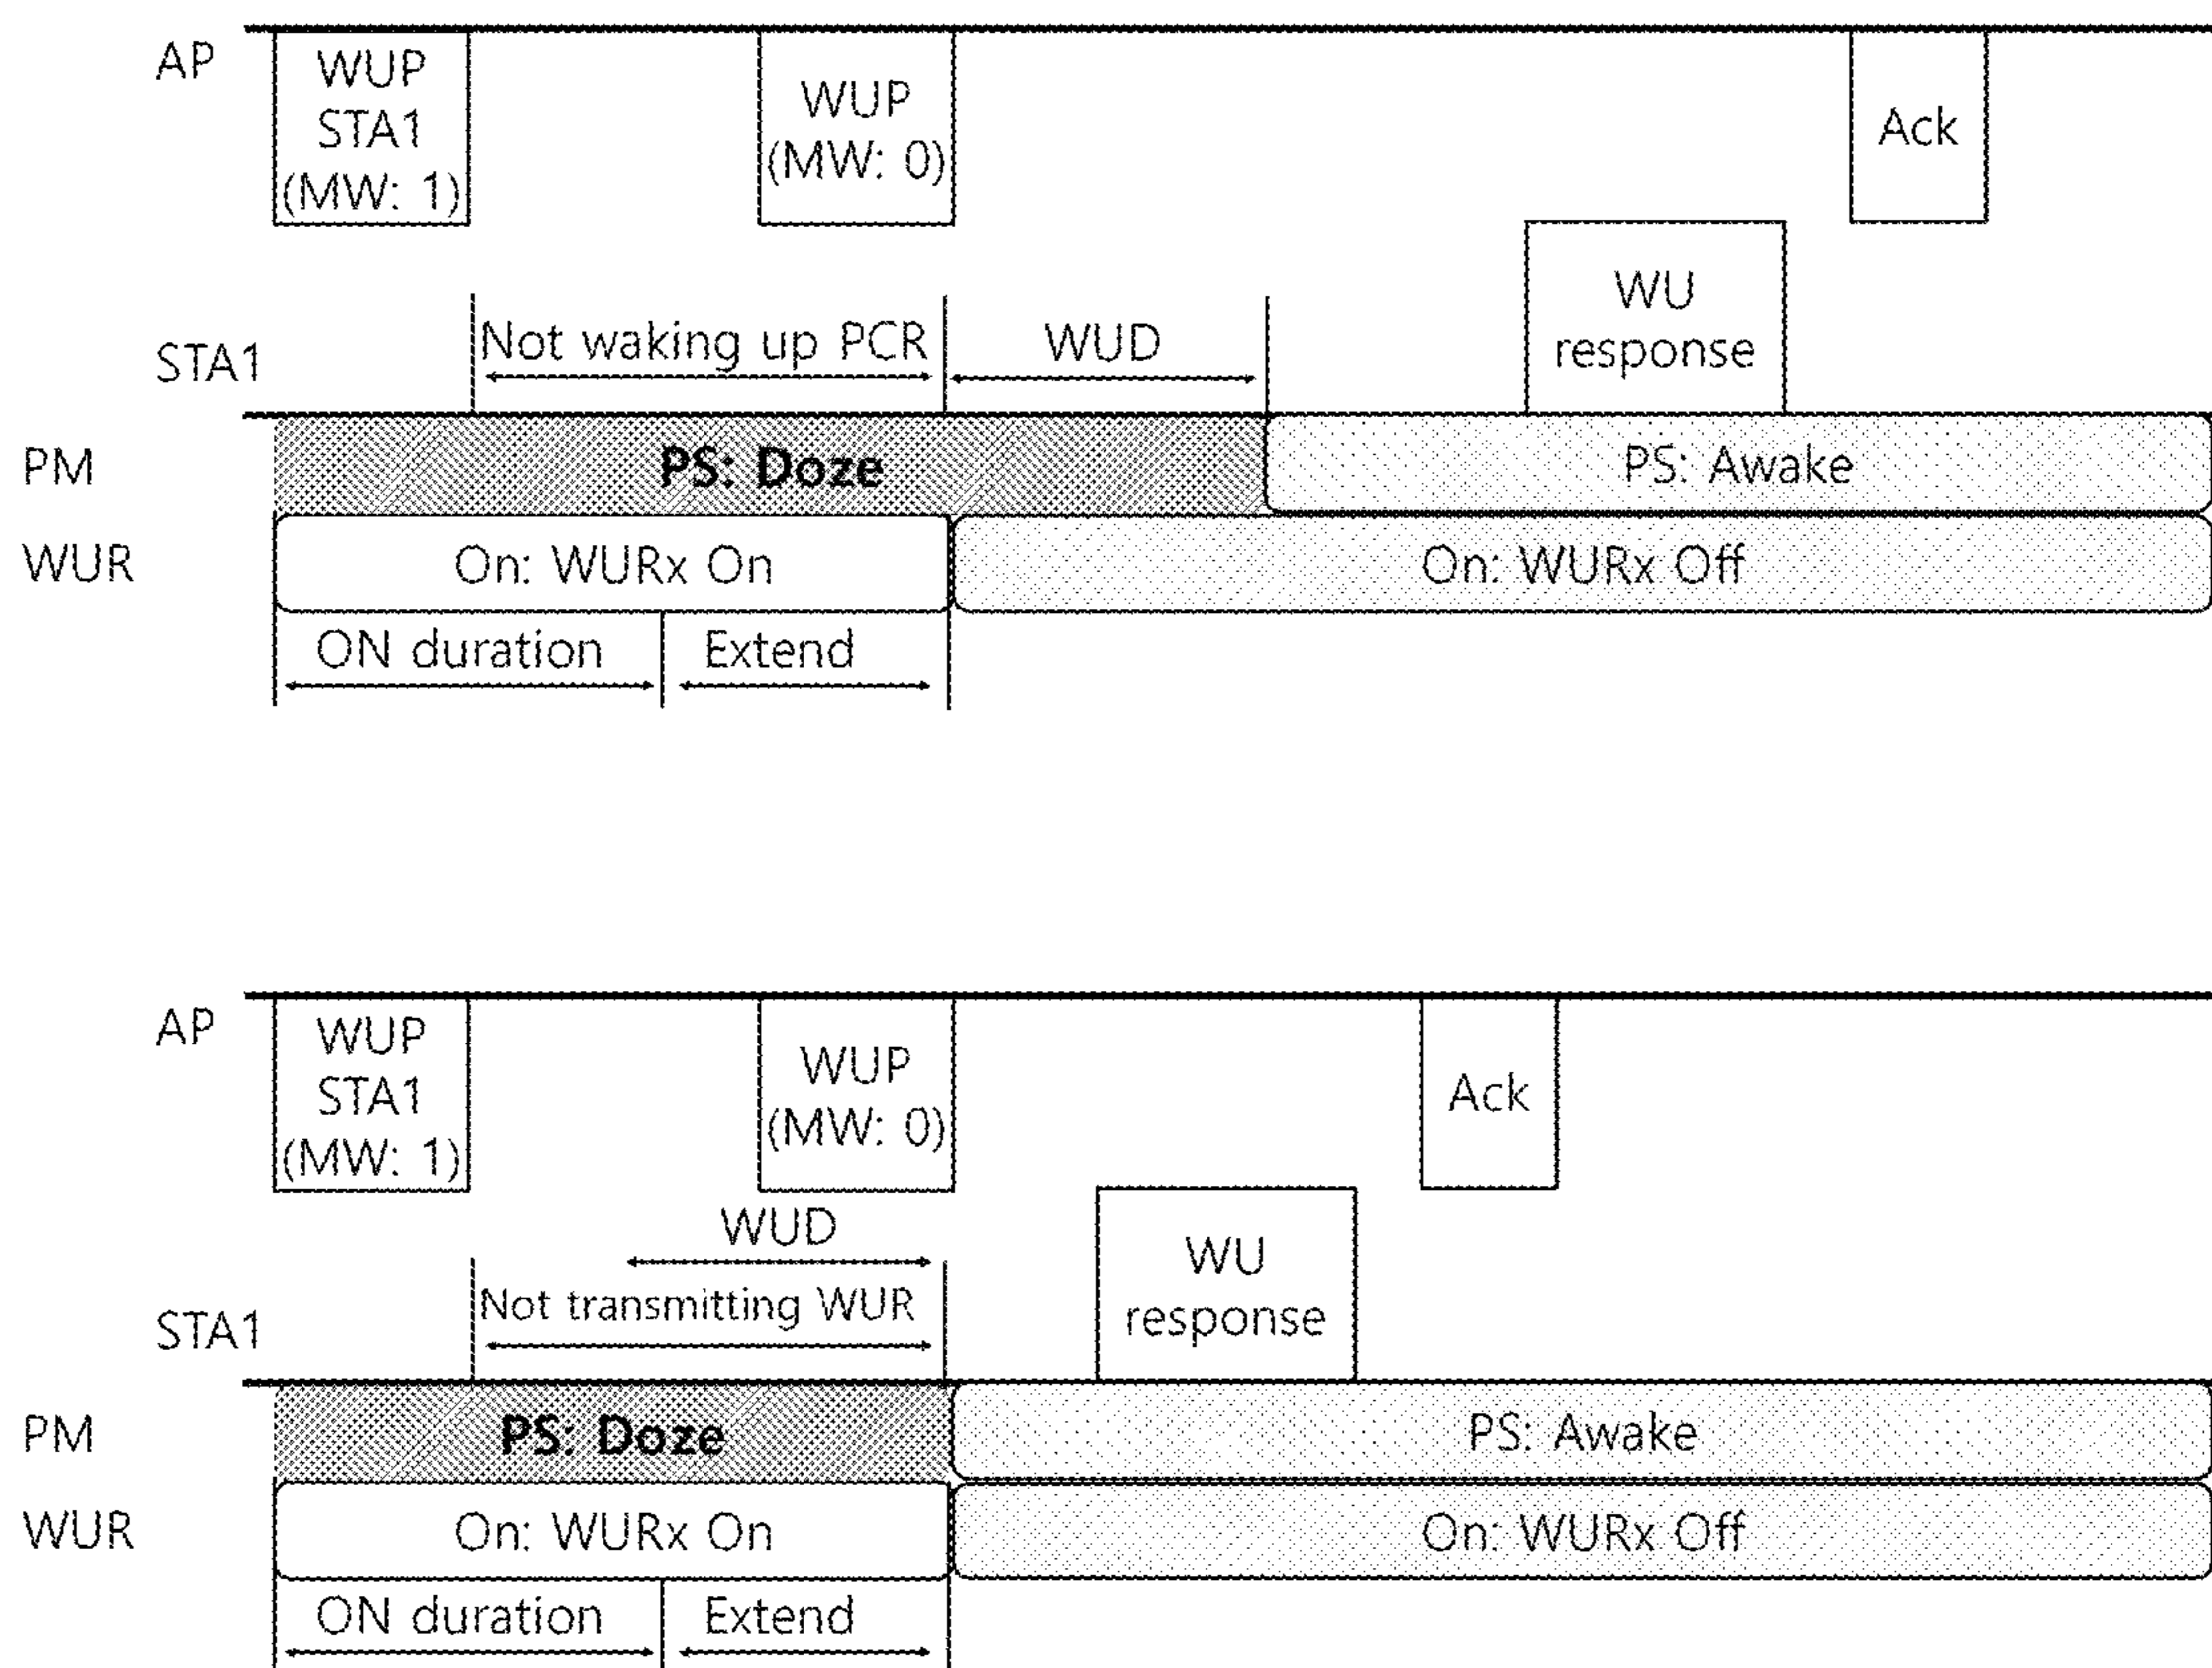 AP
WUP
STA1
(MW: 1)
WUP
(MW: 0)
Ack
STA1
Not waking up PCR
WUD
WU
response
PM
PS: Doze
PS: Awake
WUR
On: WURx On
On: WURx Off
ON duration
Extend
AP
WUP
STA1
(MW: 1)
WUP
(MW: 0)
Ack
WUD
STA1
Not transmitting WUR
WU
response
PM
PS: Doze
PS: Awake
WUR
On: WURx On
On: WURx Off
ON duration
Extend